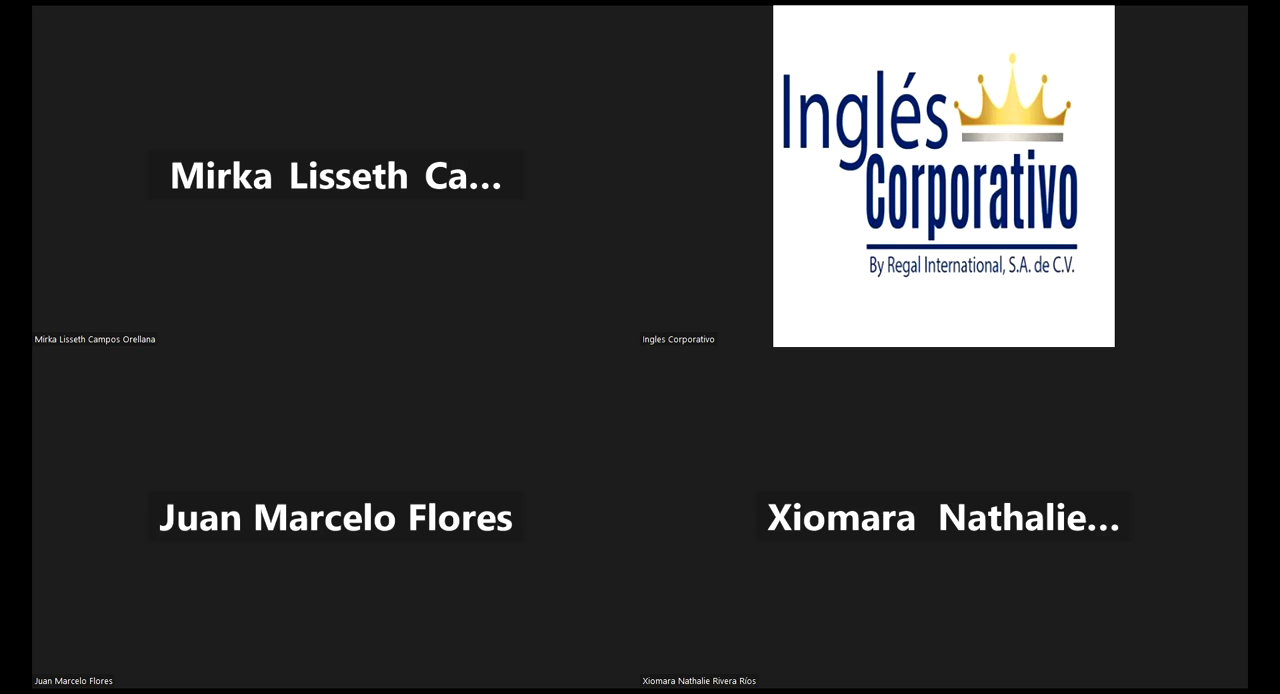 Mirka Lisseth Ca...
Mirka Lisseth Campos Orellana
Inglés
Corporativo
By Regal International, S.A. de C.V.
Ingles Corporativo
Juan Marcelo Flores
Juan Marcelo Flores
Xiomara Nathalie...
Xiomara Nathalie Rivera Ríos